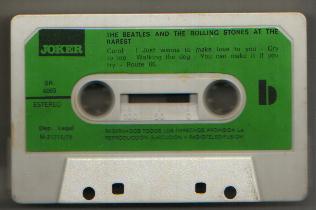 JOKER
THE BEATLES AND THE ROLLING STONES AT THE
RAREST
Carol - I Just wanna to make love to you - Cry
to me - Walking the dog - You can make it if you
try - Route 66.
SM.
ESTEREO
b
Dep. Legal
RESERVADOS TODOS LOS DERECHOS PROHIBIDA LA
REPRODUCCION EJECUCION Y RADIOTELEDIFUSION